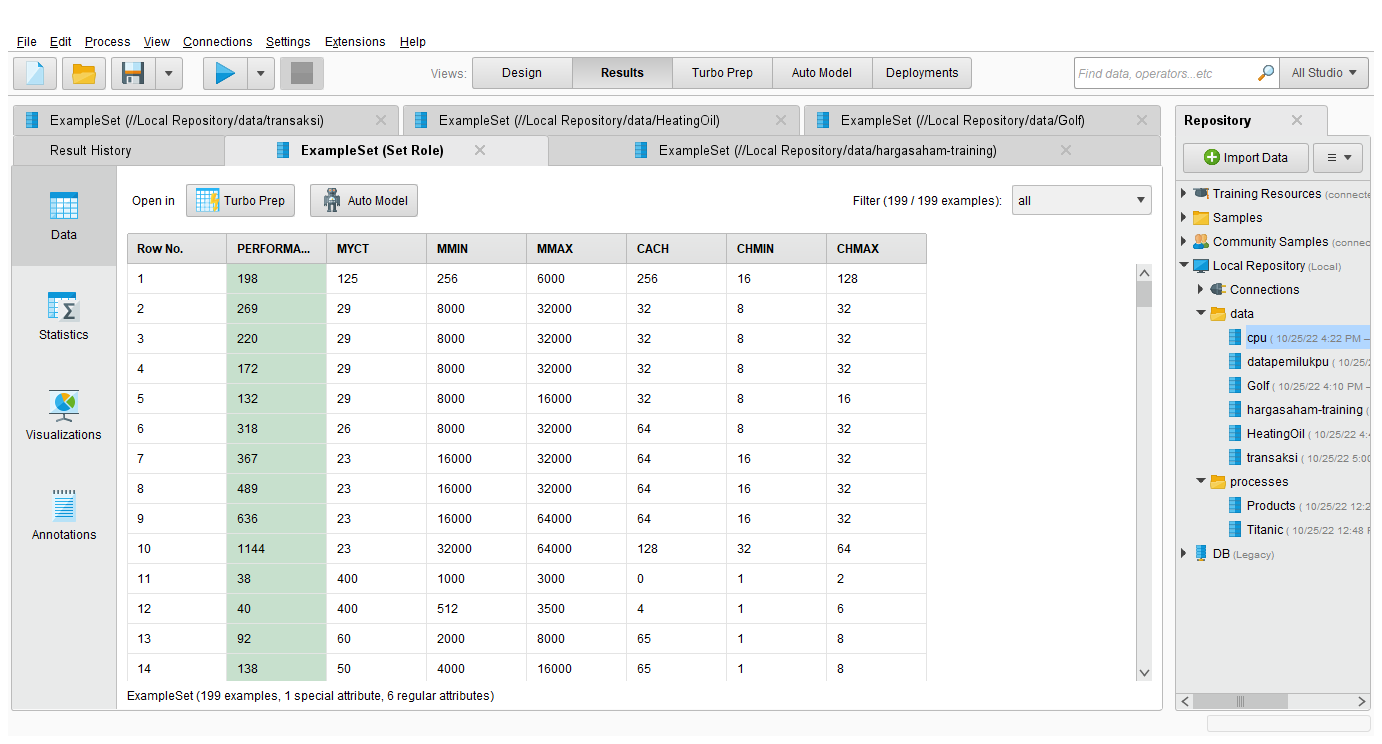 File Edit Process View Connections Settings Extensions Help
Views: Design Results Turbo Prep Auto Model Deployments Find data, operators...etc All Studio
ExampleSet (//Local Repository/data/transaksi) ExampleSet (//Local Repository/data/HeatingOil) ExampleSet (//Local Repository/data/Golf)
Result History ExampleSet (Set Role) ExampleSet (//Local Repository/data/hargasaham-training)
Data
Statistics
Visualizations
Annotations
Open in Turbo Prep Auto Model Filter (199 / 199 examples): all
Row No. PERFORMA... MYCT MMIN MMAX CACH CHMIN CHMAX
1 198 125 256 6000 256 16 128
2 269 29 8000 32000 32 8 32
3 220 29 8000 32000 32 8 32
4 172 29 8000 32000 32 8 32
5 132 29 8000 16000 32 8 16
6 318 26 8000 32000 64 8 32
7 367 23 16000 32000 64 16 32
8 489 23 16000 32000 64 16 32
9 636 23 16000 64000 64 16 32
10 1144 23 32000 64000 128 32 64
11 38 400 1000 3000 0 1 2
12 40 400 512 3500 4 1 6
13 92 60 2000 8000 65 1 8
14 138 50 4000 16000 65 1 8
ExampleSet (199 examples, 1 special attribute, 6 regular attributes)
Repository
Import Data
Training Resources (connecte
Samples
Community Samples (connec
Local Repository (Local)
Connections
data
cpu ( 10/25/22 4:22 PM –
datapemilukpu ( 10/25/
Golf ( 10/25/22 4:10 PM –
hargasaham-training (
HeatingOil ( 10/25/22 4:
transaksi ( 10/25/22 5:00
processes
Products ( 10/25/22 12:2
Titanic ( 10/25/22 12:48
DB (Legacy)